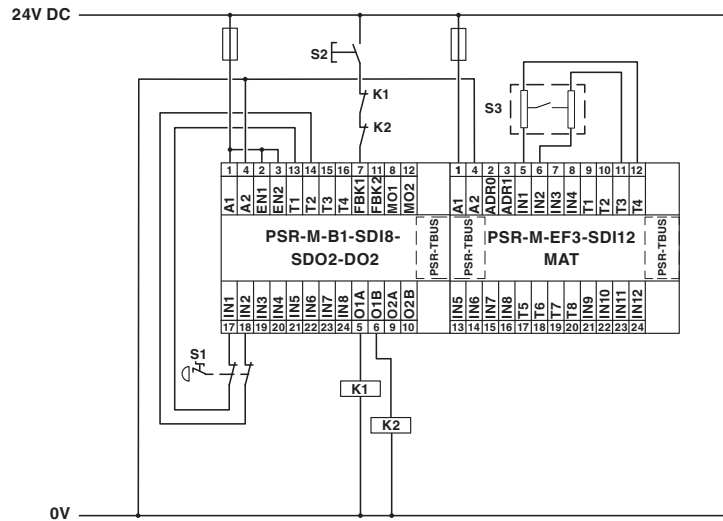 24V DC
S2
K1
K2
S3
1 4 2 3 13 14 15 16 7 11 8 12
A1 A2 EN1 EN2 T1 T2 T3 T4 FBK1 FBK2 MO1 MO2
1 4 2 3 5 6 7 8 9 10 11 12
A1 A2 ADR0 ADR1 IN1 IN2 IN3 IN4 T1 T2 T3 T4
PSR-M-B1-SDI8-
SDO2-DO2
PSR-TBUS
PSR-TBUS
PSR-M-EF3-SDI12
MAT
PSR-TBUS
IN1 IN2 IN3 IN4 IN5 IN6 IN7 IN8 O1A O1B O2A O2B
17 18 19 20 21 22 23 24 5 6 9 10
IN5 IN6 IN7 IN8 T5 T6 T7 T8 IN9 IN10 IN11 IN12
13 14 15 16 17 18 19 20 21 22 23 24
S1
K1
K2
0V